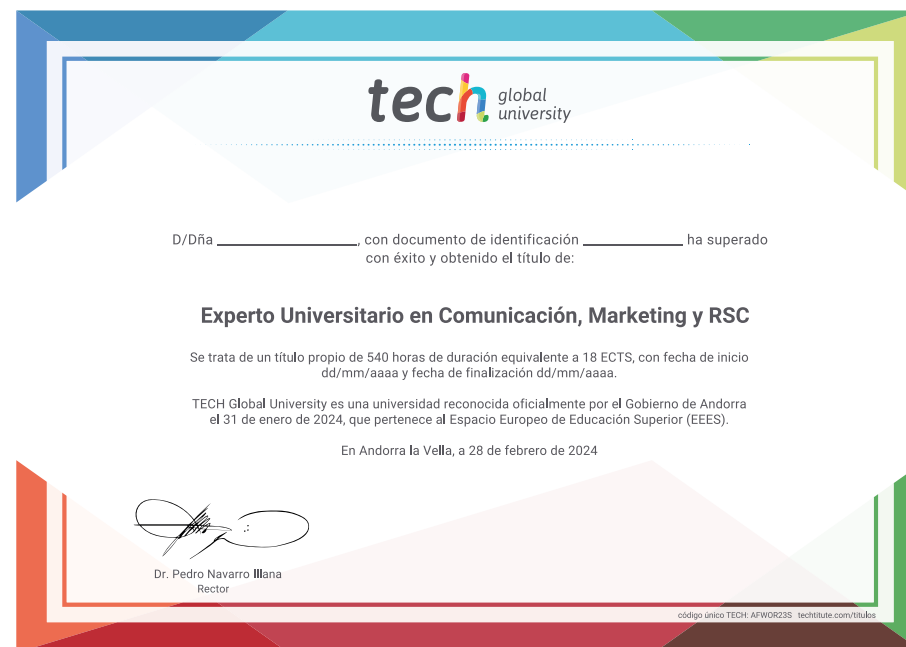 tech global
university
D/Dña ______________, con documento de identificación __________ ha superado
con éxito y obtenido el título de:
Experto Universitario en Comunicación, Marketing y RSC
Se trata de un título propio de 540 horas de duración equivalente a 18 ECTS, con fecha de inicio
dd/mm/aaaa y fecha de finalización dd/mm/aaaa.
TECH Global University es una universidad reconocida oficialmente por el Gobierno de Andorra
el 31 de enero de 2024, que pertenece al Espacio Europeo de Educación Superior (EEES).
En Andorra la Vella, a 28 de febrero de 2024
Dr. Pedro Navarro Illana
Rector
código único TECH: AFWOR23S techtitute.com/titulos